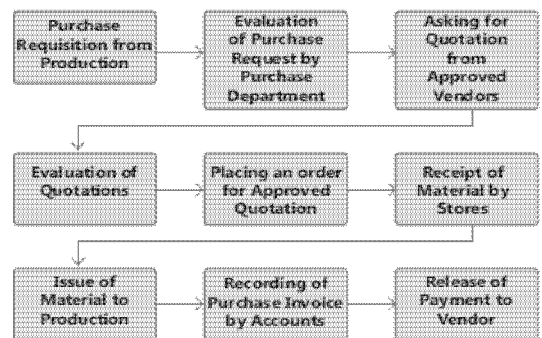 Purchase
Requisition from
Production
Evaluation
of Purchase
Request by
Purchase
Department
Asking for
Quotation
from
Approved
Vendors
Evaluation of
Quotations
Placing an order
for Approved
Quotation
Receipt of
Material by
Stores
Issue of
Material to
Production
Recording of
Purchase Invoice
by Accounts
Release of
Payment to
Vendor